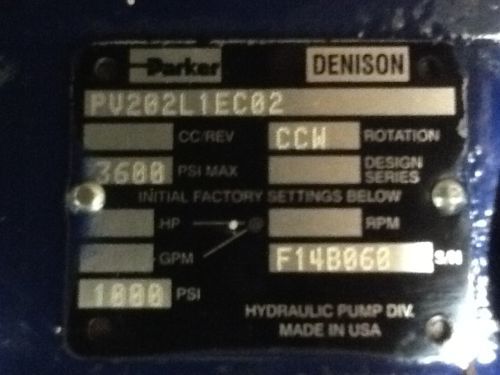 Parker DENISON
PV202L1EC02
CC/REV CCW ROTATION
3600 PSI MAX DESIGN SERIES
INITIAL FACTORY SETTINGS BELOW
HP RPM
GPM F14B060 S/N
1000 PSI
HYDRAULIC PUMP DIV.
MADE IN USA